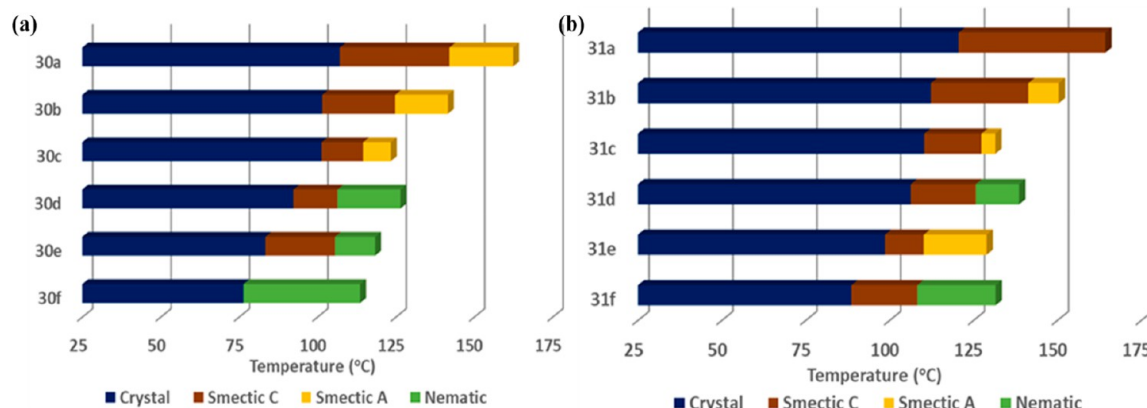 (a)
30a
30b
30c
30d
30e
30f
25 50 75 100 125 150 175
Temperature (°C)
Crystal Smectic C Smectic A Nematic
(b)
31a
31b
31c
31d
31e
31f
25 50 75 100 125 150 175
Temperature (°C)
Crystal Smectic C Smectic A Nematic